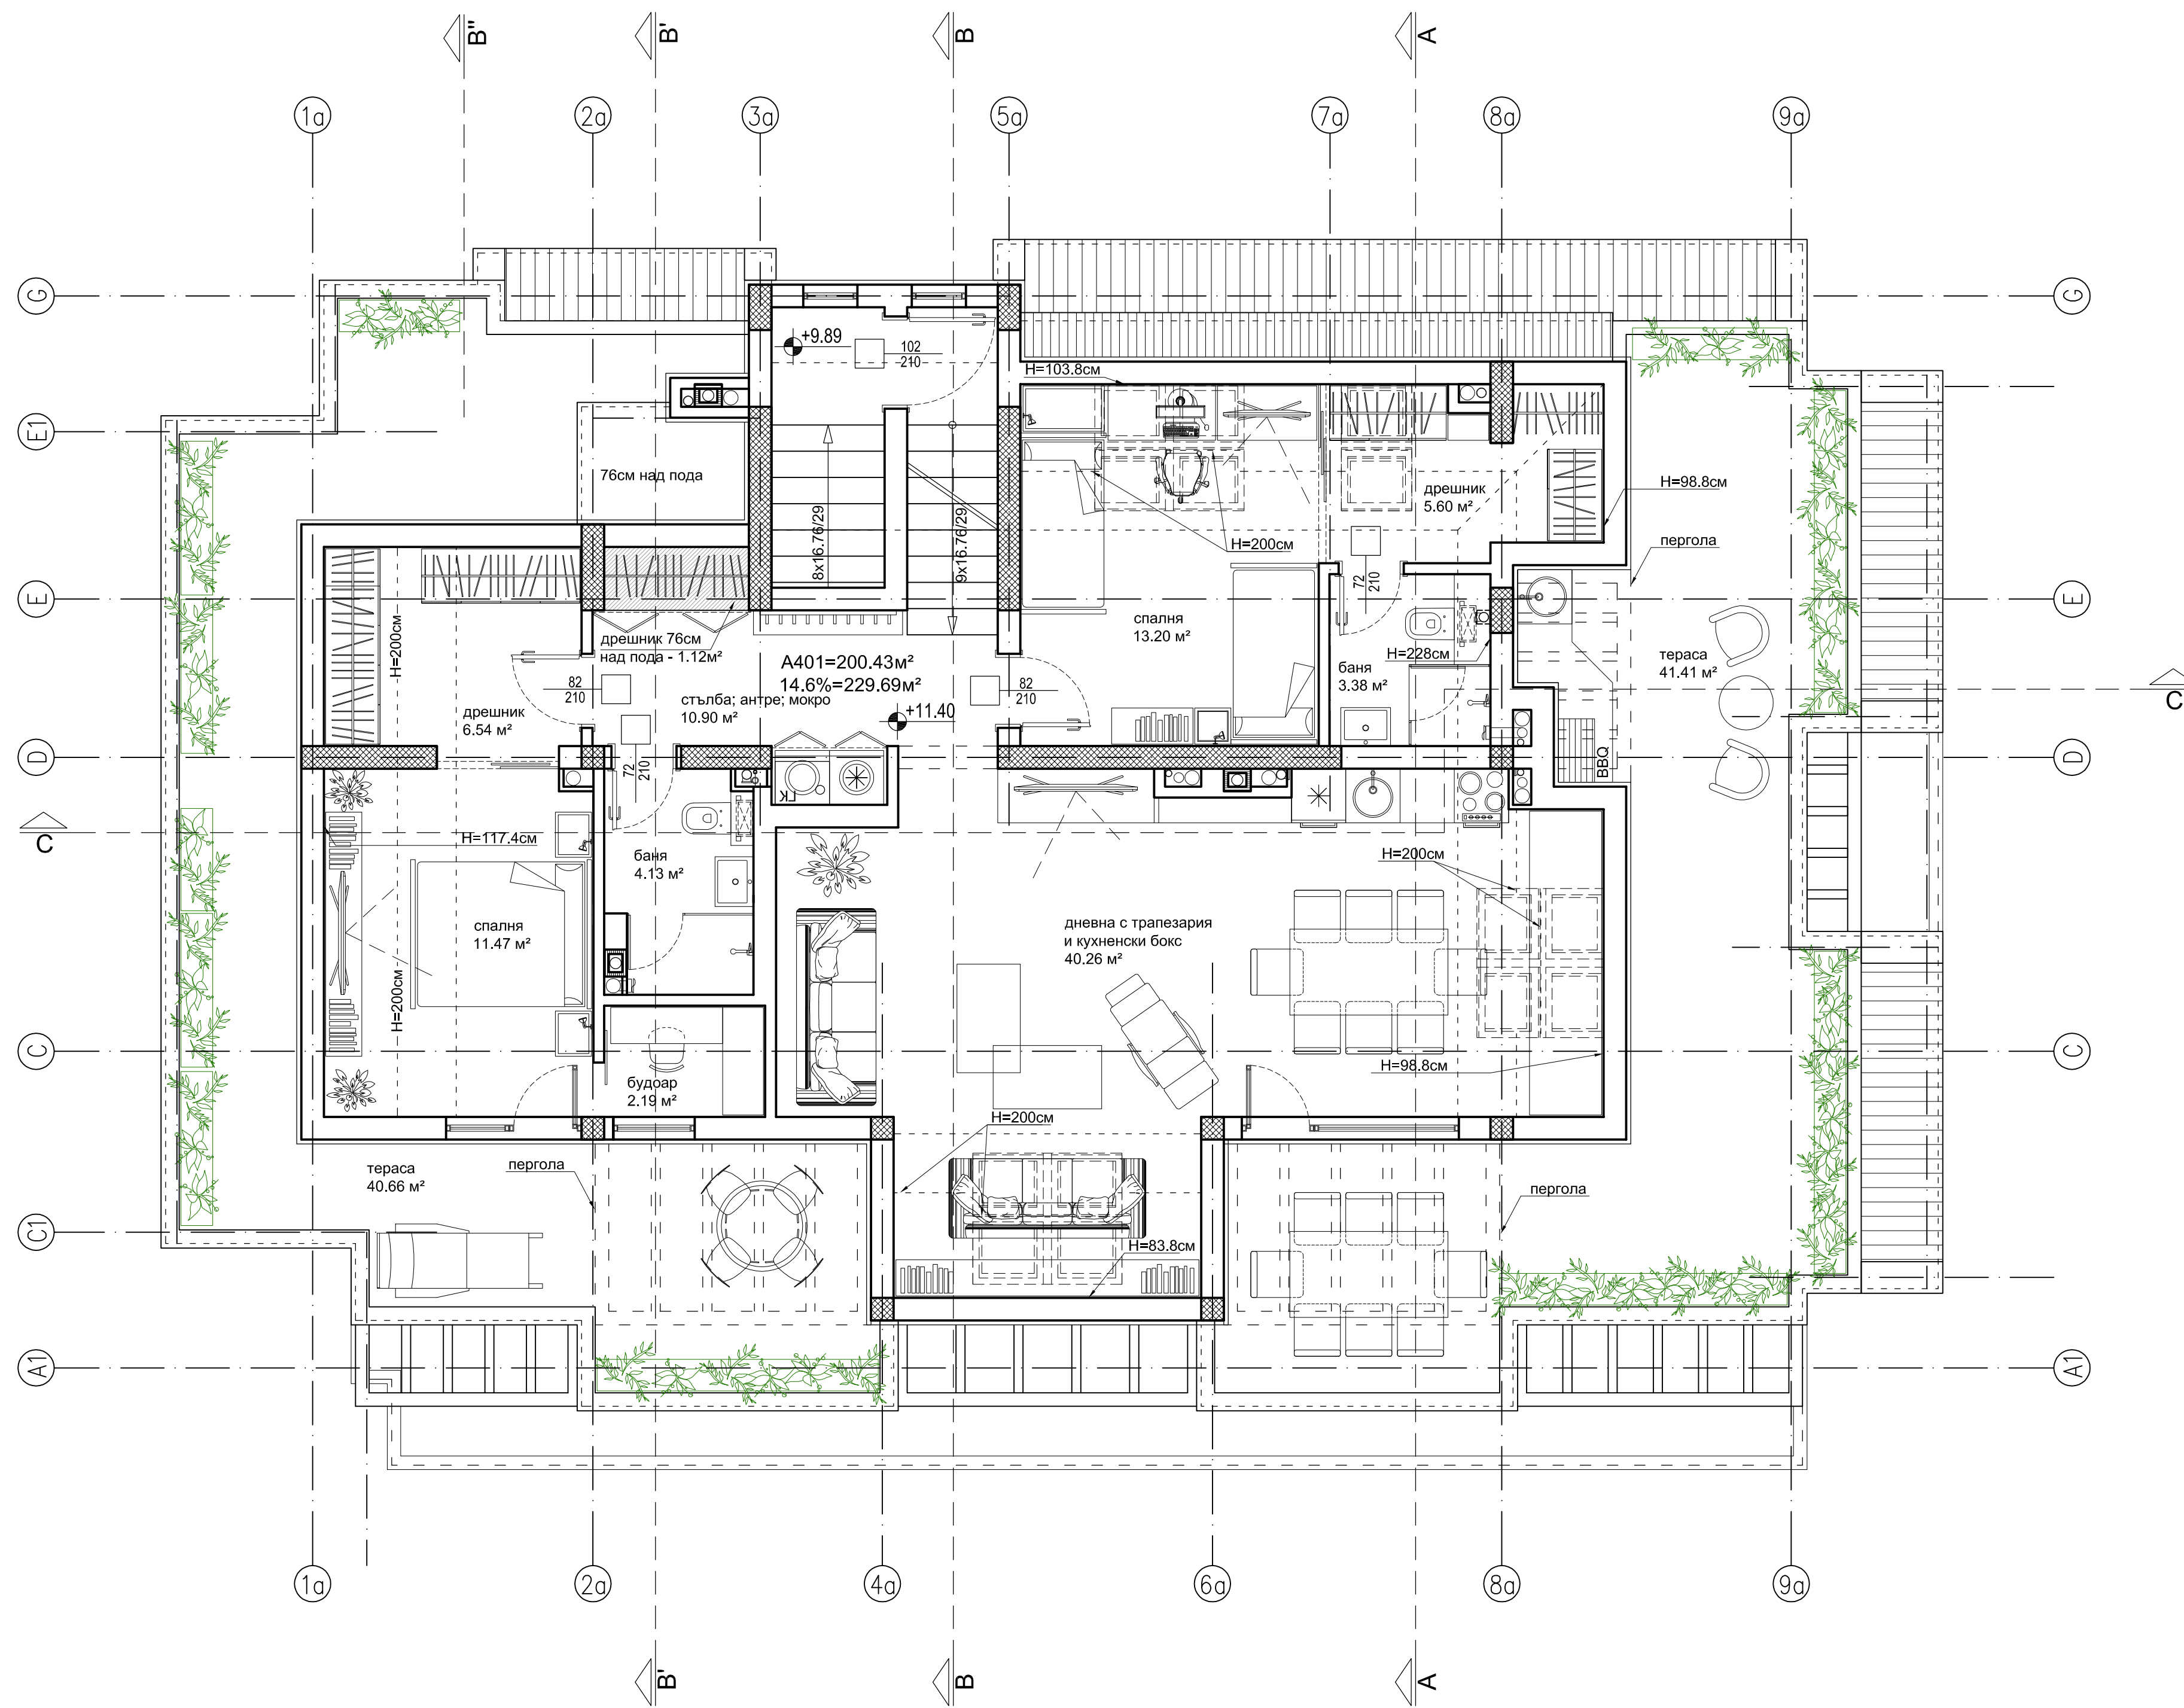 B"
B'
B
A
1a
2a
3a
5a
7a
8a
9a
G
G
+9.89
102
210
H=103.8см
E1
76см над пода
дрешник
5.60 м²
H=98.8см
8x16.76/29
9x16.76/29
H=200см
пергола
72
210
E
E
H=200см
дрешник 76см
над пода - 1.12м²
спалня
13.20 м²
A401=200.43м²
14.6%=229.69м²
H=228см
баня
3.38 м²
тераса
41.41 м²
82
210
82
210
стълба; антре; мокро
10.90 м²
+11.40
дрешник
6.54 м²
C
D
D
72
210
BBQ
LK
C
H=117.4см
баня
4.13 м²
H=200см
спалня
11.47 м²
дневна с трапезария
и кухненски бокс
40.26 м²
H=200см
C
C
H=98.8см
будоар
2.19 м²
H=200см
тераса
40.66 м²
пергола
пергола
C1
H=83.8см
A1
A1
1a
2a
4a
6a
8a
9a
B'
B
A